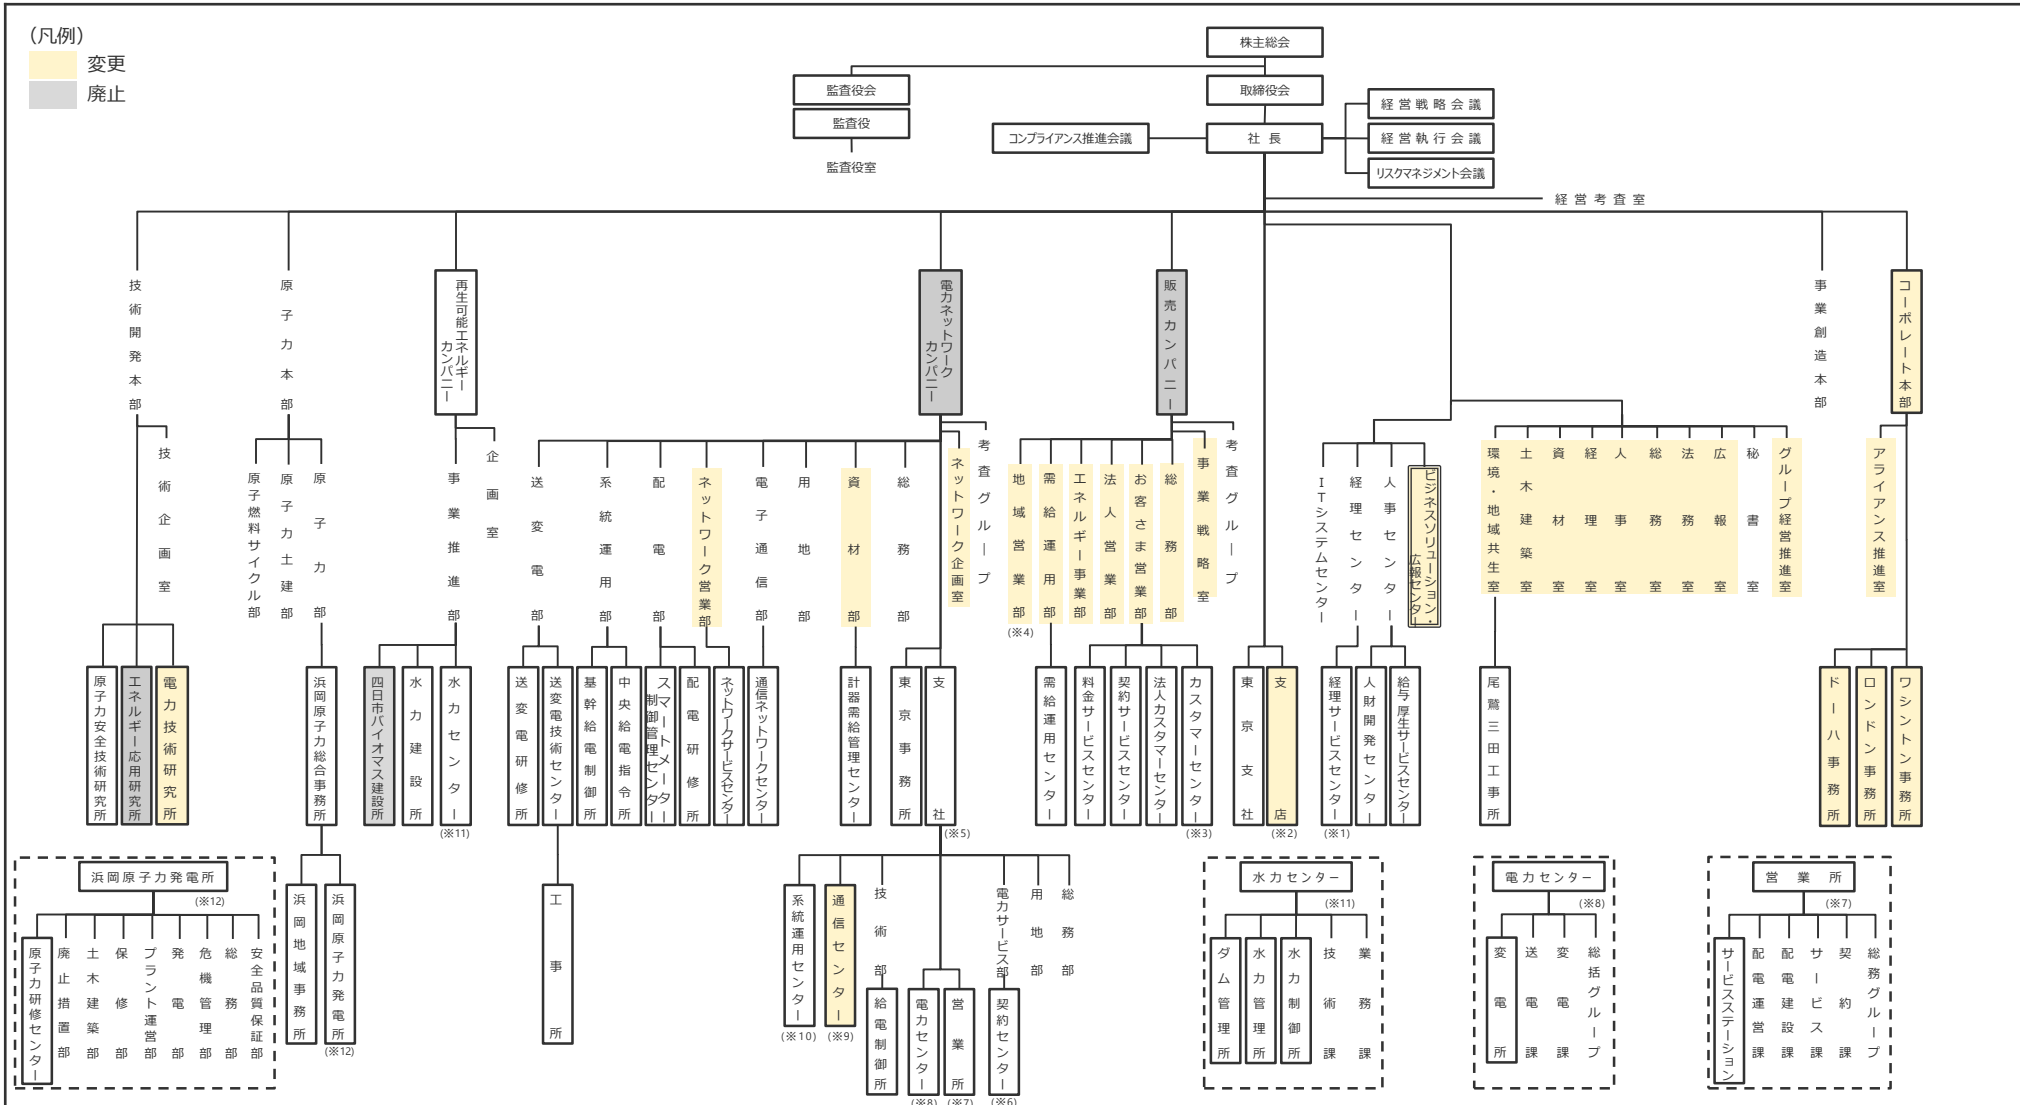 (凡例)
変更
廃止
株主総会
監査役会
取締役会
監査役
監査役室
コンプライアンス推進会議
社長
経営戦略会議
経営執行会議
リスクマネジメント会議
経営考査室
技術開発本部
原子力本部
再生可能エネルギー
カンパニー
電力ネットワーク
カンパニー
販売カンパニー
事業創造本部
コーポレート本部
技術企画室
原子燃料サイクル部
原子力土建部
原子力部
事業推進部
企画室
送変電部
系統運用部
配電部
ネットワーク営業部
電子通信部
用地部
資材部
総務部
ネットワーク企画室
考査グループ
地域営業部
(※4)
需給運用部
エネルギー事業部
法人営業部
お客さま営業部
総務部
事業戦略室
考査グループ
ITシステムセンター
経理センター
人事センター
ビジネスソリューション・
広報センター
環境・地域共生室
土木建築室
資材室
経理室
人事室
総務室
法務室
広報室
秘書室
グループ経営推進室
アライアンス推進室
原子力安全技術研究所
エネルギー応用研究所
電力技術研究所
浜岡原子力総合事務所
四日市バイオマス建設所
水力建設所
水力センター
(※11)
送変電研修所
送変電技術センター
基幹給電制御所
中央給電指令所
スマートメーター
制御管理センター
配電研修所
ネットワークサービスセンター
通信ネットワークセンター
計器需給管理センター
東京事務所
支社
(※5)
需給運用センター
料金サービスセンター
契約サービスセンター
法人カスタマーセンター
カスタマーセンター
(※3)
東京支社
支店
(※2)
経理サービスセンター
(※1)
人財開発センター
給与厚生サービスセンター
尾鷲三田工事所
ドーハ事務所
ロンドン事務所
ワシントン事務所
浜岡原子力発電所
(※12)
原子力研修センター
廃止措置部
土木建築部
保修部
プラント運営部
発電部
危機管理部
総務部
安全品質保証部
浜岡地域事務所
浜岡原子力発電所
(※12)
工事所
系統運用センター
(※10)
通信センター
(※9)
技術部
給電制御所
電力センター
(※8)
営業所
(※7)
電力サービス部
契約センター
(※6)
用地部
総務部
水力センター
(※11)
ダム管理所
水力管理所
水力制御所
技術課
業務課
電力センター
(※8)
変電所
送電課
変電課
総括グループ
営業所
(※7)
サービスステーション
配電運営課
配電建設課
サービス課
契約課
総務グループ